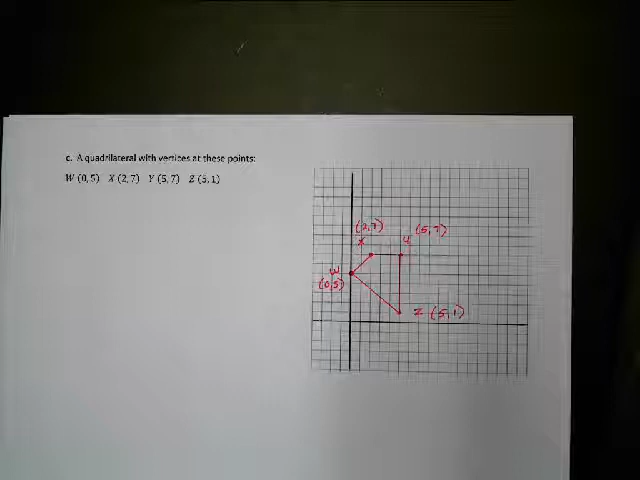 c. A quadrilateral with vertices at these points:
W (0, 5) X (2, 7) Y (5, 7) Z (5, 1)
(2,7)
X
Y (5,7)
W
(0,5)
Z (5,1)